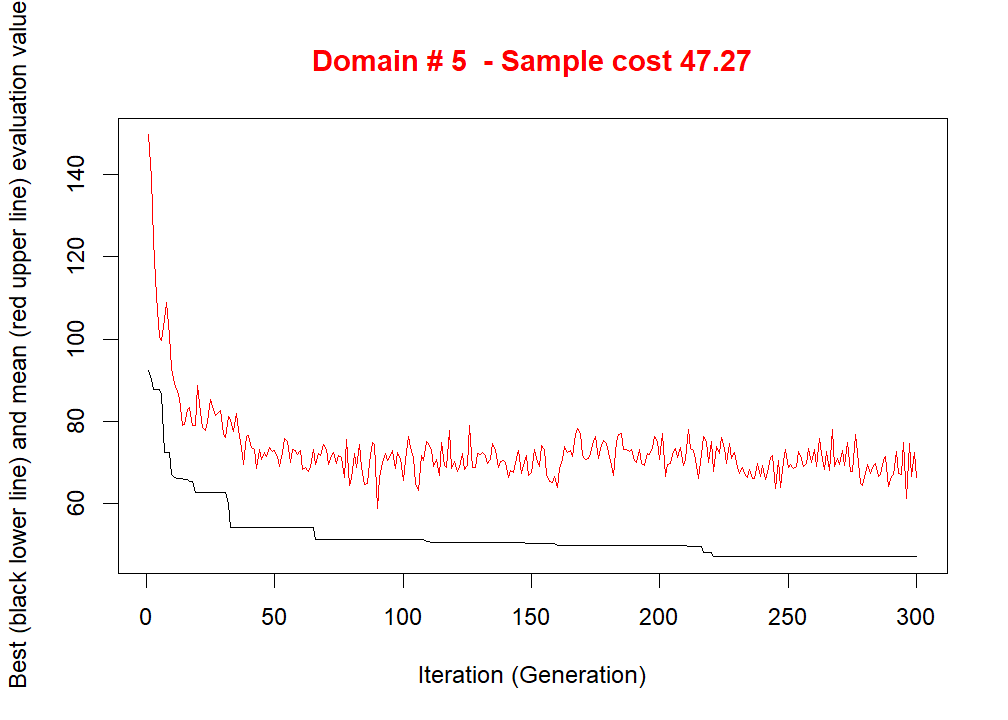 Domain # 5  - Sample cost 47.27
Best (black lower line) and mean (red upper line) evaluation value
140
120
100
80
60
0 50 100 150 200 250 300
Iteration (Generation)